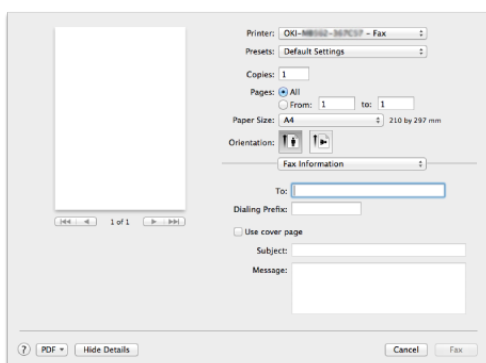 Printer: OKI- – Fax
Presets: Default Settings
Copies: 1
Pages: All
From: 1 to: 1
Paper Size: A4 210 by 297 mm
Orientation:
Fax Information
To:
Dialing Prefix:
1 of 1
Use cover page
Subject:
Message:
? PDF Hide Details Cancel Fax